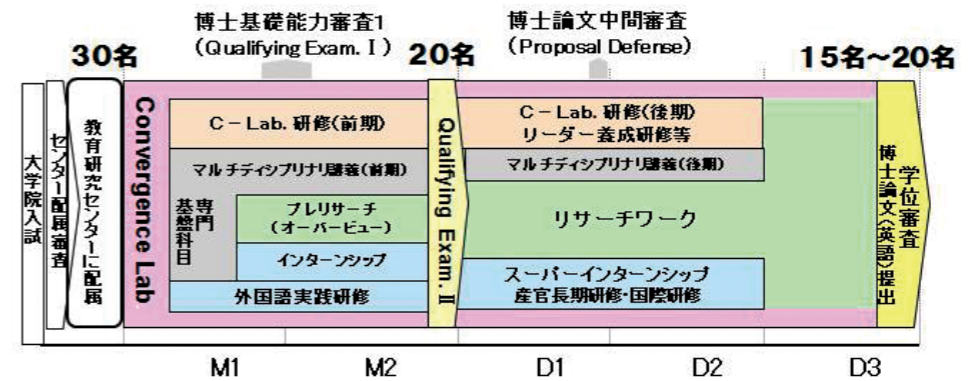 博士基礎能力審査1
(Qualifying Exam. I)
博士論文中間審査
(Proposal Defense)
30名
20名
15名～20名
大学院入試
センター配属審査
教育研究センターに配属
Convergence Lab
C-Lab. 研修(前期)
マルチディシプリナリ講義(前期)
専門
基盤科目
プレリサーチ
(オーバービュー)
インターンシップ
外国語実践研修
Qualifying Exam. II
C-Lab. 研修(後期)
リーダー養成研修等
マルチディシプリナリ講義(後期)
リサーチワーク
スーパーインターンシップ
産官長期研修・国際研修
学位審査
博士論文(英語)提出
M1
M2
D1
D2
D3